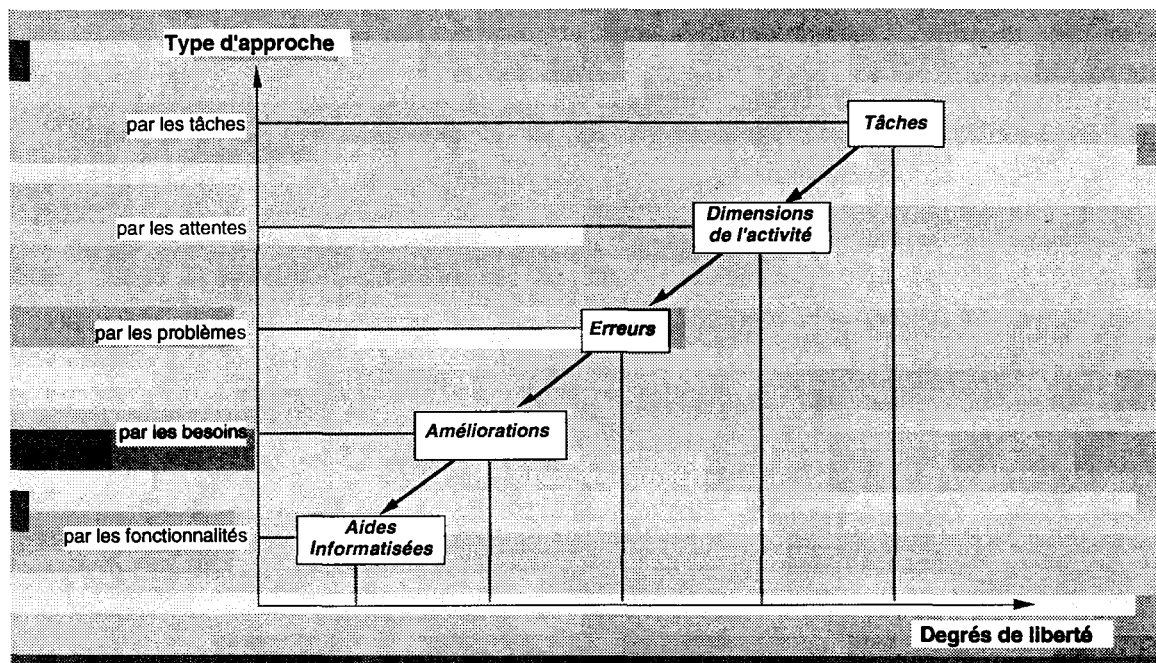 Type d'approche
par les tâches
Tâches
par les attentes
Dimensions
de l'activité
par les problèmes
Erreurs
par les besoins
Améliorations
par les fonctionnalités
Aides
Informatisées
Degrés de liberté